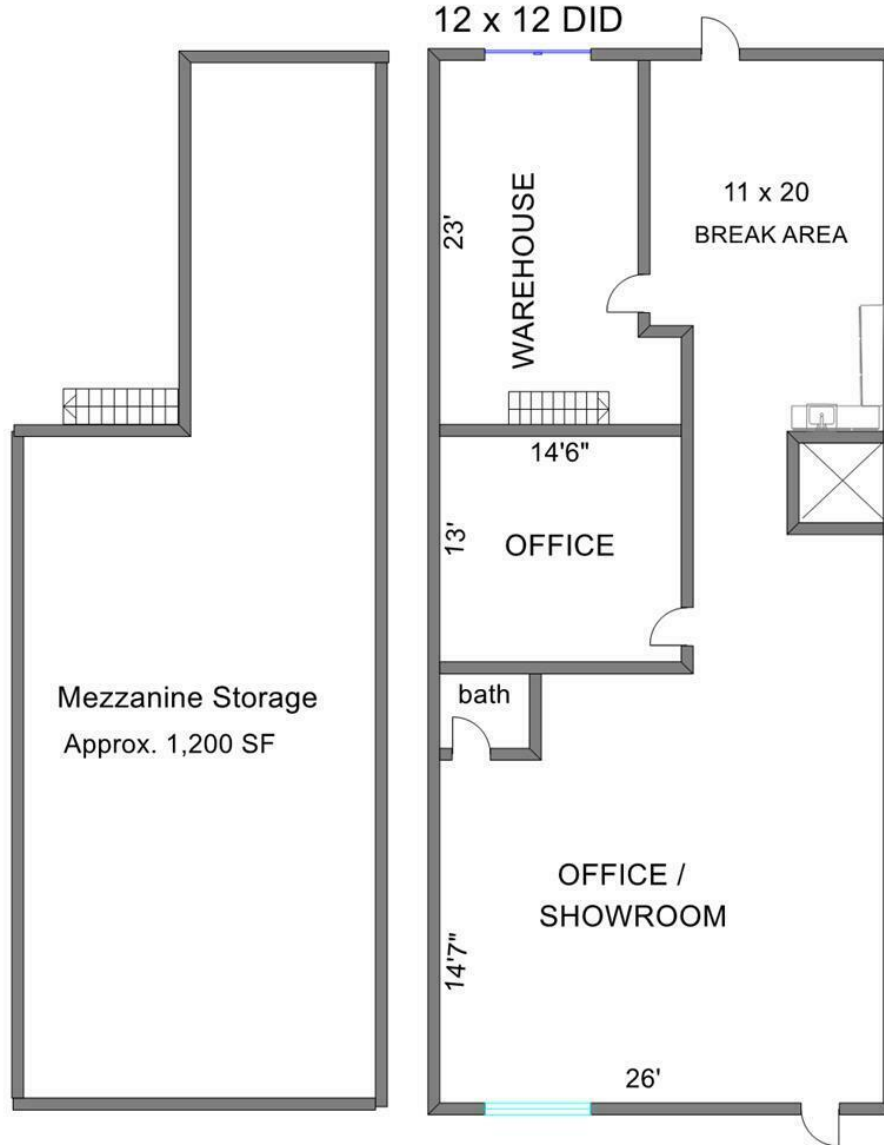 12 x 12 DID
23'
WAREHOUSE
11 x 20
BREAK AREA
14'6"
13'
OFFICE
Mezzanine Storage
Approx. 1,200 SF
bath
OFFICE /
SHOWROOM
14'7"
26'